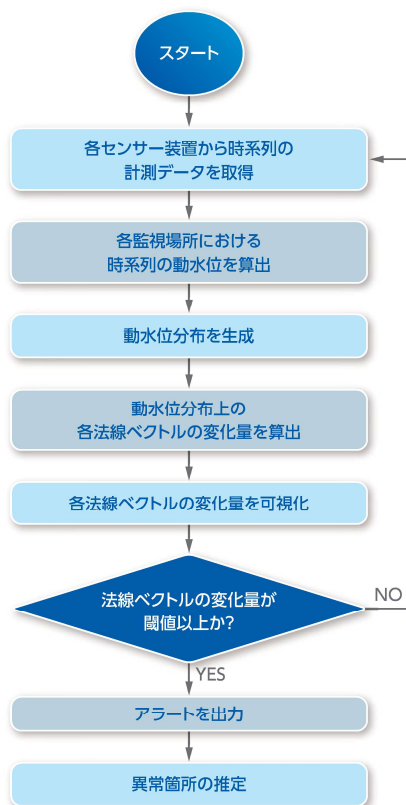 スタート
各センサー装置から時系列の
計測データを取得
各監視場所における
時系列の動水位を算出
動水位分布を生成
動水位分布上の
各法線ベクトルの変化量を算出
各法線ベクトルの変化量を可視化
法線ベクトルの変化量が
閾値以上か?
NO
YES
アラートを出力
異常箇所の推定